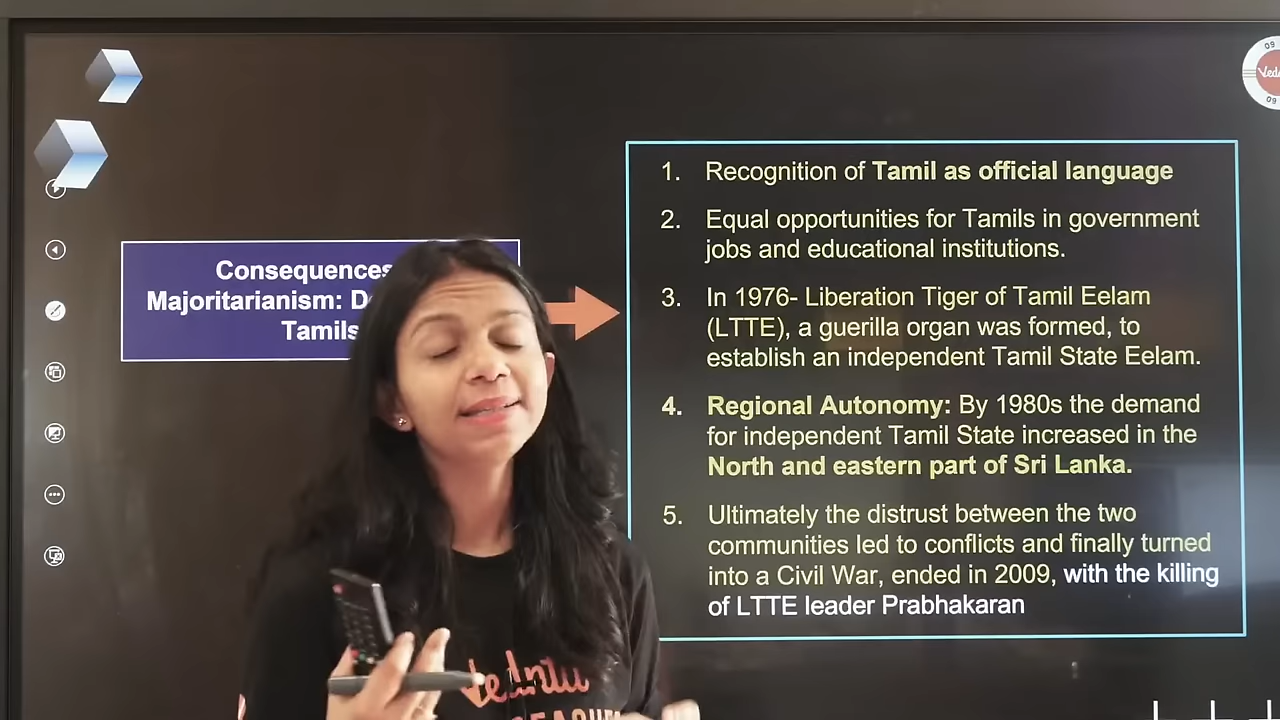 Consequences
Majoritarianism:
Tamils
1. Recognition of Tamil as official language
2. Equal opportunities for Tamils in government
jobs and educational institutions.
3. In 1976- Liberation Tiger of Tamil Eelam
(LTTE), a guerilla organ was formed, to
establish an independent Tamil State Eelam.
4. Regional Autonomy: By 1980s the demand
for independent Tamil State increased in the
North and eastern part of Sri Lanka.
5. Ultimately the distrust between the two
communities led to conflicts and finally turned
into a Civil War, ended in 2009, with the killing
of LTTE leader Prabhakaran
09
09